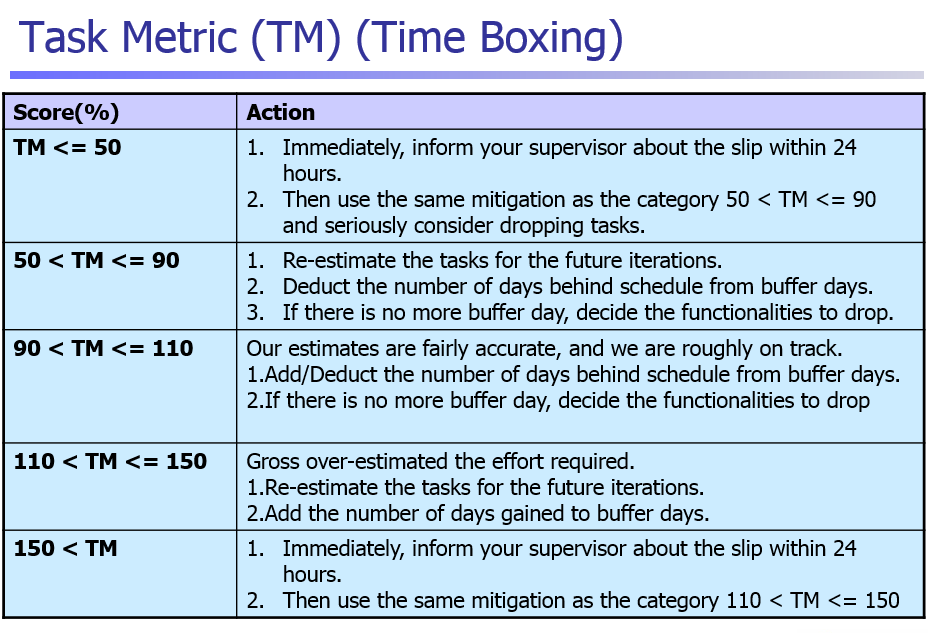 Task Metric (TM) (Time Boxing)
Score(%)
Action
TM <= 50
1. Immediately, inform your supervisor about the slip within 24
hours.
2. Then use the same mitigation as the category 50 < TM <= 90
and seriously consider dropping tasks.
50 < TM <= 90
1. Re-estimate the tasks for the future iterations.
2. Deduct the number of days behind schedule from buffer days.
3. If there is no more buffer day, decide the functionalities to drop.
90 < TM <= 110
Our estimates are fairly accurate, and we are roughly on track.
1.Add/Deduct the number of days behind schedule from buffer days.
2.If there is no more buffer day, decide the functionalities to drop
110 < TM <= 150
Gross over-estimated the effort required.
1.Re-estimate the tasks for the future iterations.
2.Add the number of days gained to buffer days.
150 < TM
1. Immediately, inform your supervisor about the slip within 24
hours.
2. Then use the same mitigation as the category 110 < TM <= 150